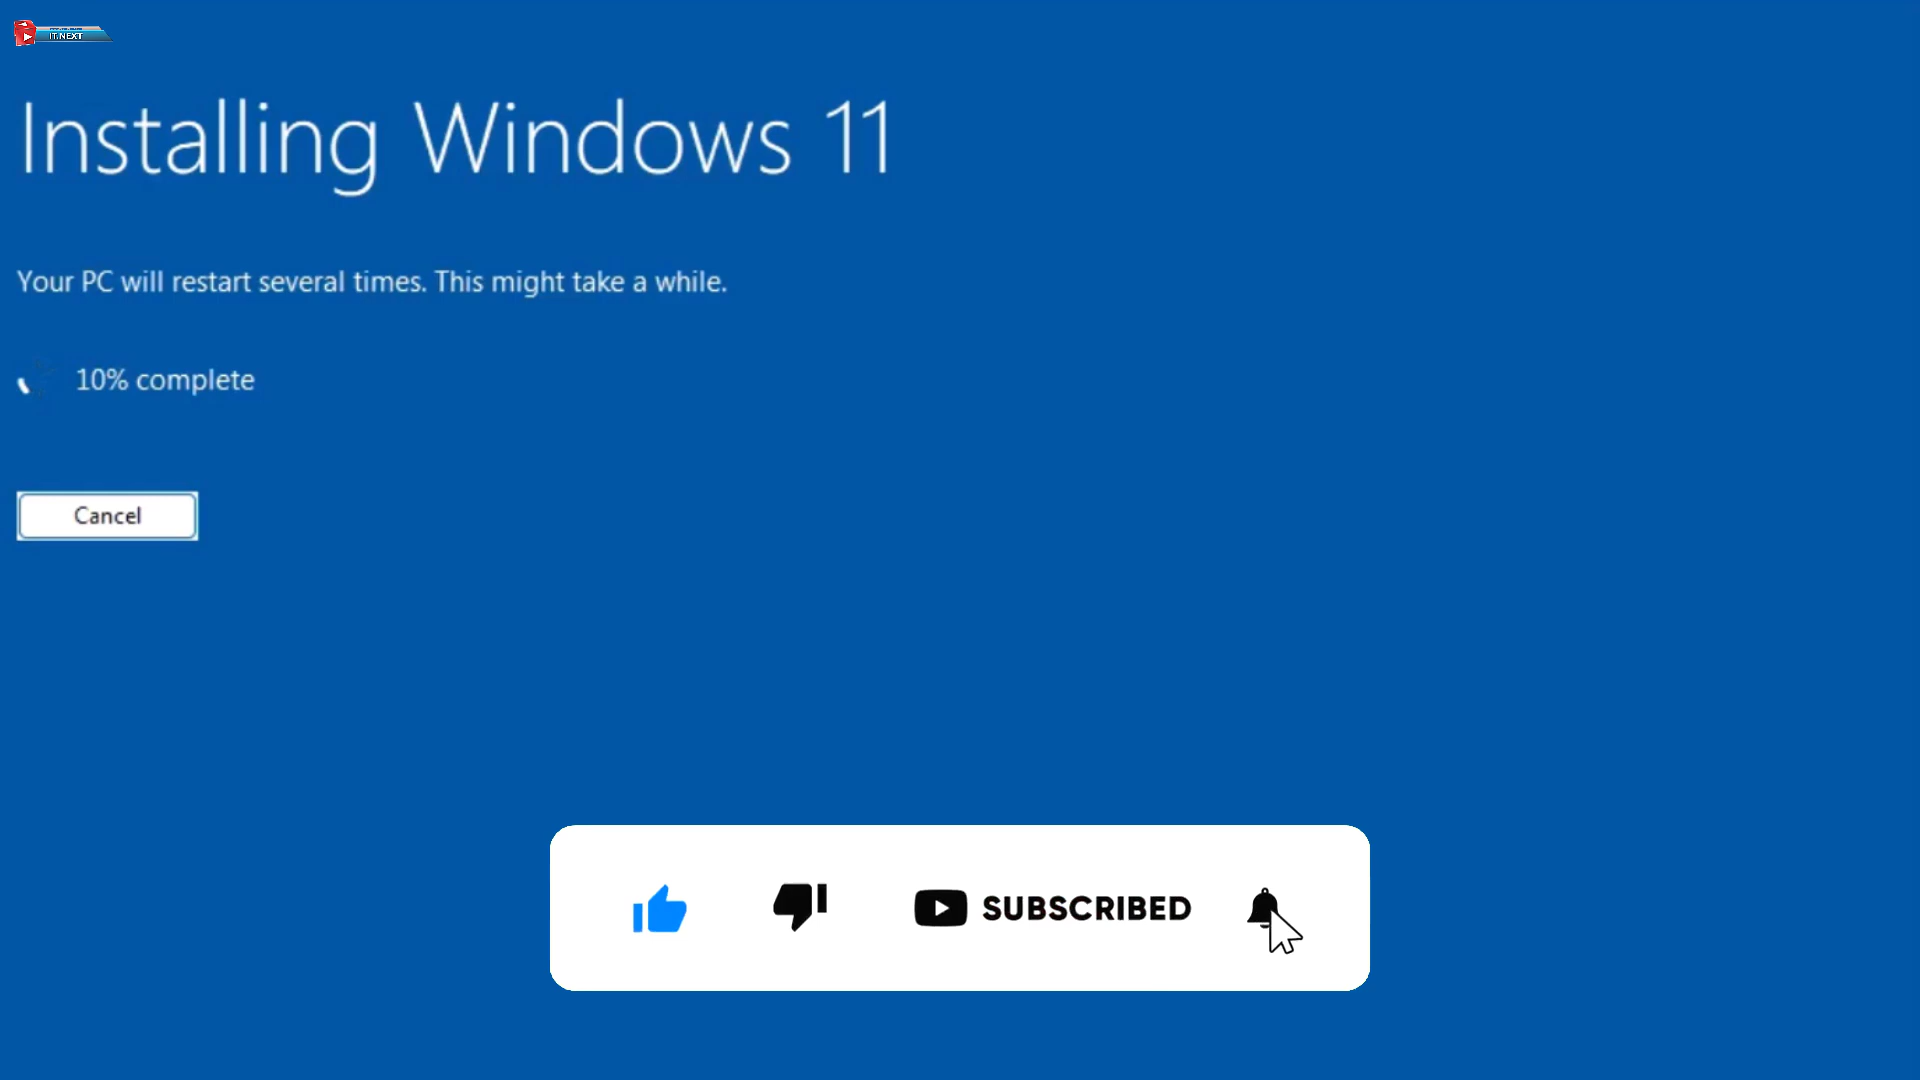 IT.NEXT
Installing Windows 11
Your PC will restart several times. This might take a while.
10% complete
Cancel
SUBSCRIBED